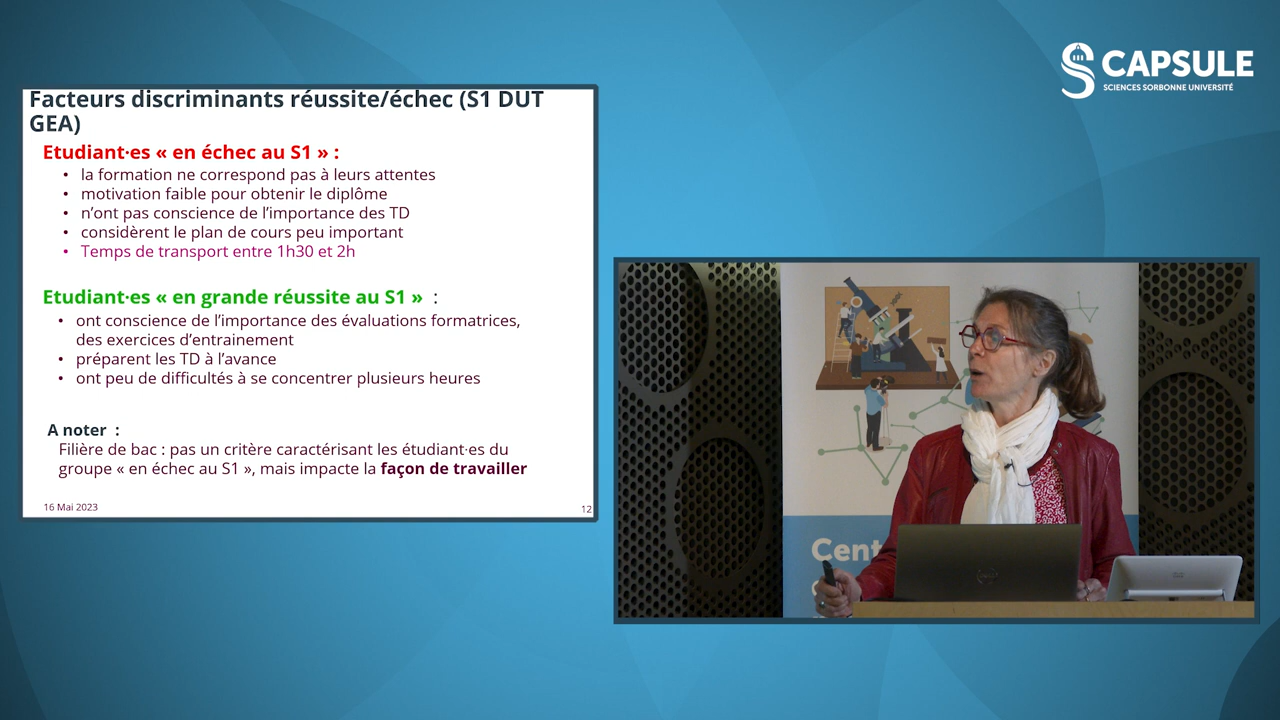 CAPSULE
SCIENCES SORBONNE UNIVERSITÉ
Facteurs discriminants réussite/échec (S1 DUT
GEA)
Etudiant·es « en échec au S1 » :
• la formation ne correspond pas à leurs attentes
• motivation faible pour obtenir le diplôme
• n’ont pas conscience de l’importance des TD
• considèrent le plan de cours peu important
• Temps de transport entre 1h30 et 2h
Etudiant·es « en grande réussite au S1 » :
• ont conscience de l’importance des évaluations formatrices,
des exercices d’entrainement
• préparent les TD à l’avance
• ont peu de difficultés à se concentrer plusieurs heures
A noter :
Filière de bac : pas un critère caractérisant les étudiant·es du
groupe « en échec au S1 », mais impacte la façon de travailler
16 Mai 2023
12
Cent
DELL